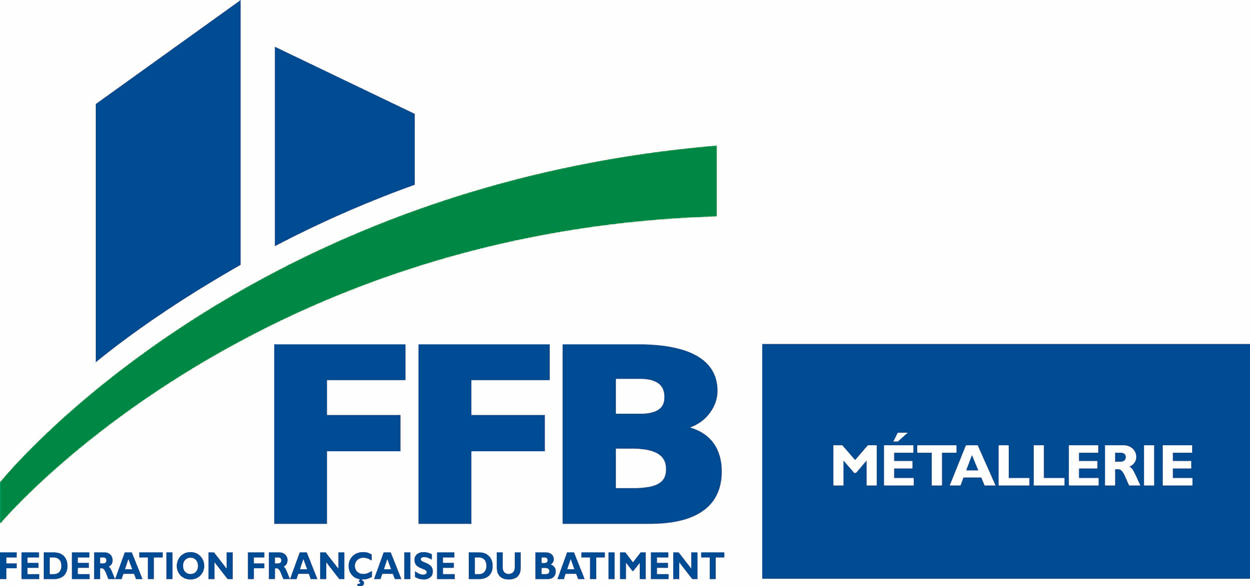 FFB
MÉTALLERIE
FEDERATION FRANÇAISE DU BATIMENT